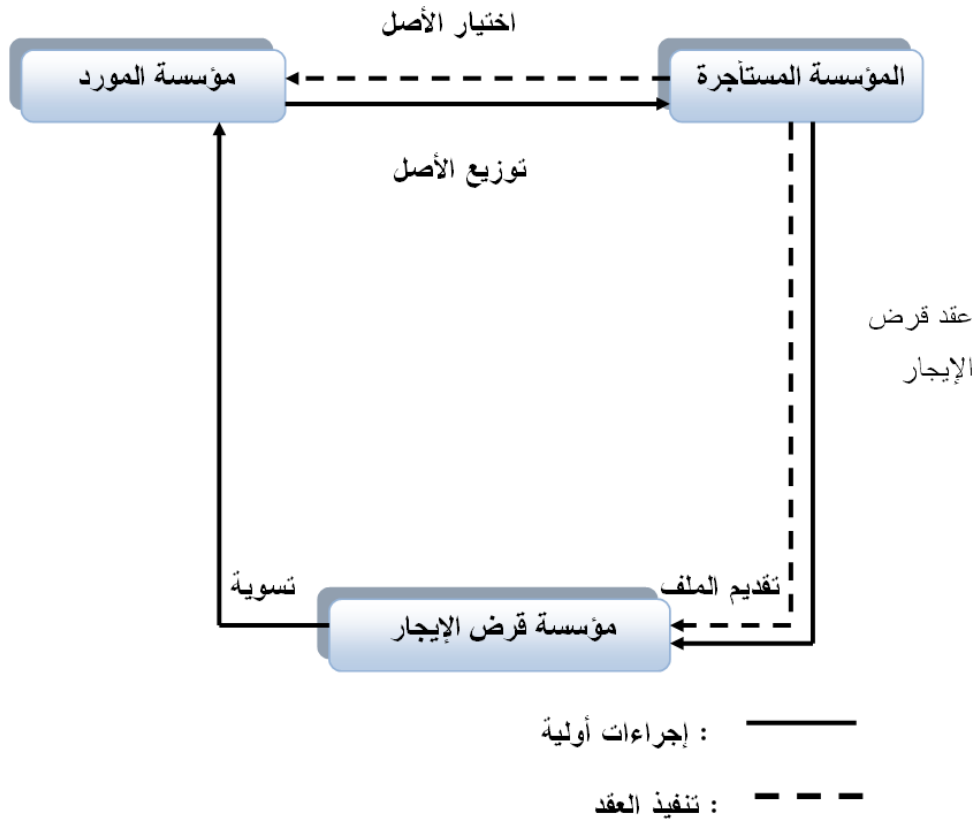 اختيار الأصل
المؤسسة المستأجرة
مؤسسة المورد
توزيع الأصل
عقد قرض
الإيجار
تقديم الملف
تسوية
مؤسسة قرض الإيجار
: إجراءات أولية
: تنفيذ العقد